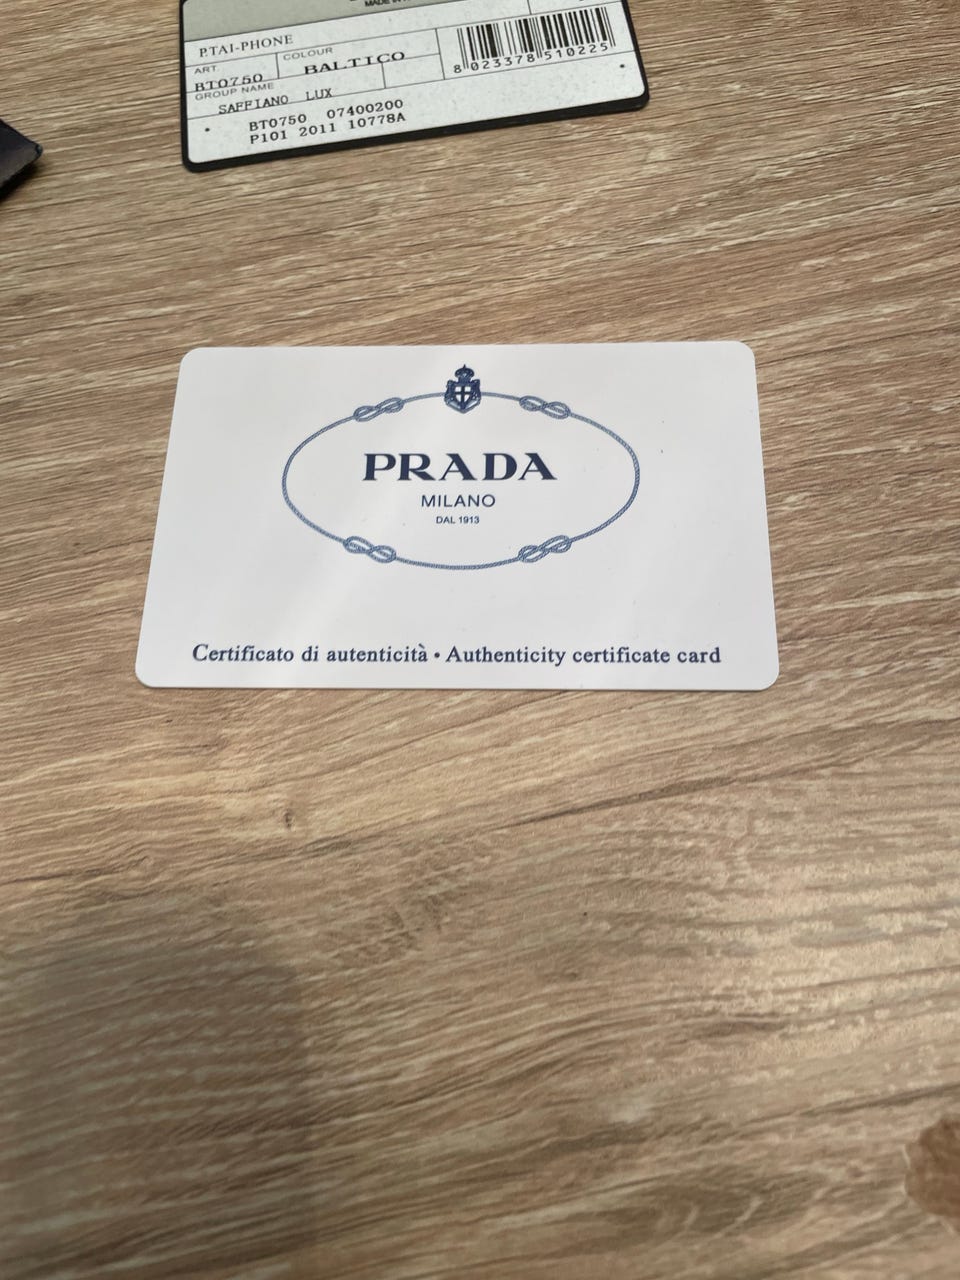 P.TAI-PHONE
ART.
BT0750
COLOUR
BALTICO
GROUP NAME
SAFFIANO LUX
8 023378 510225
BT0750 07400200
P101 2011 10778A
PRADA
MILANO
DAL 1913
Certificato di autenticità • Authenticity certificate card